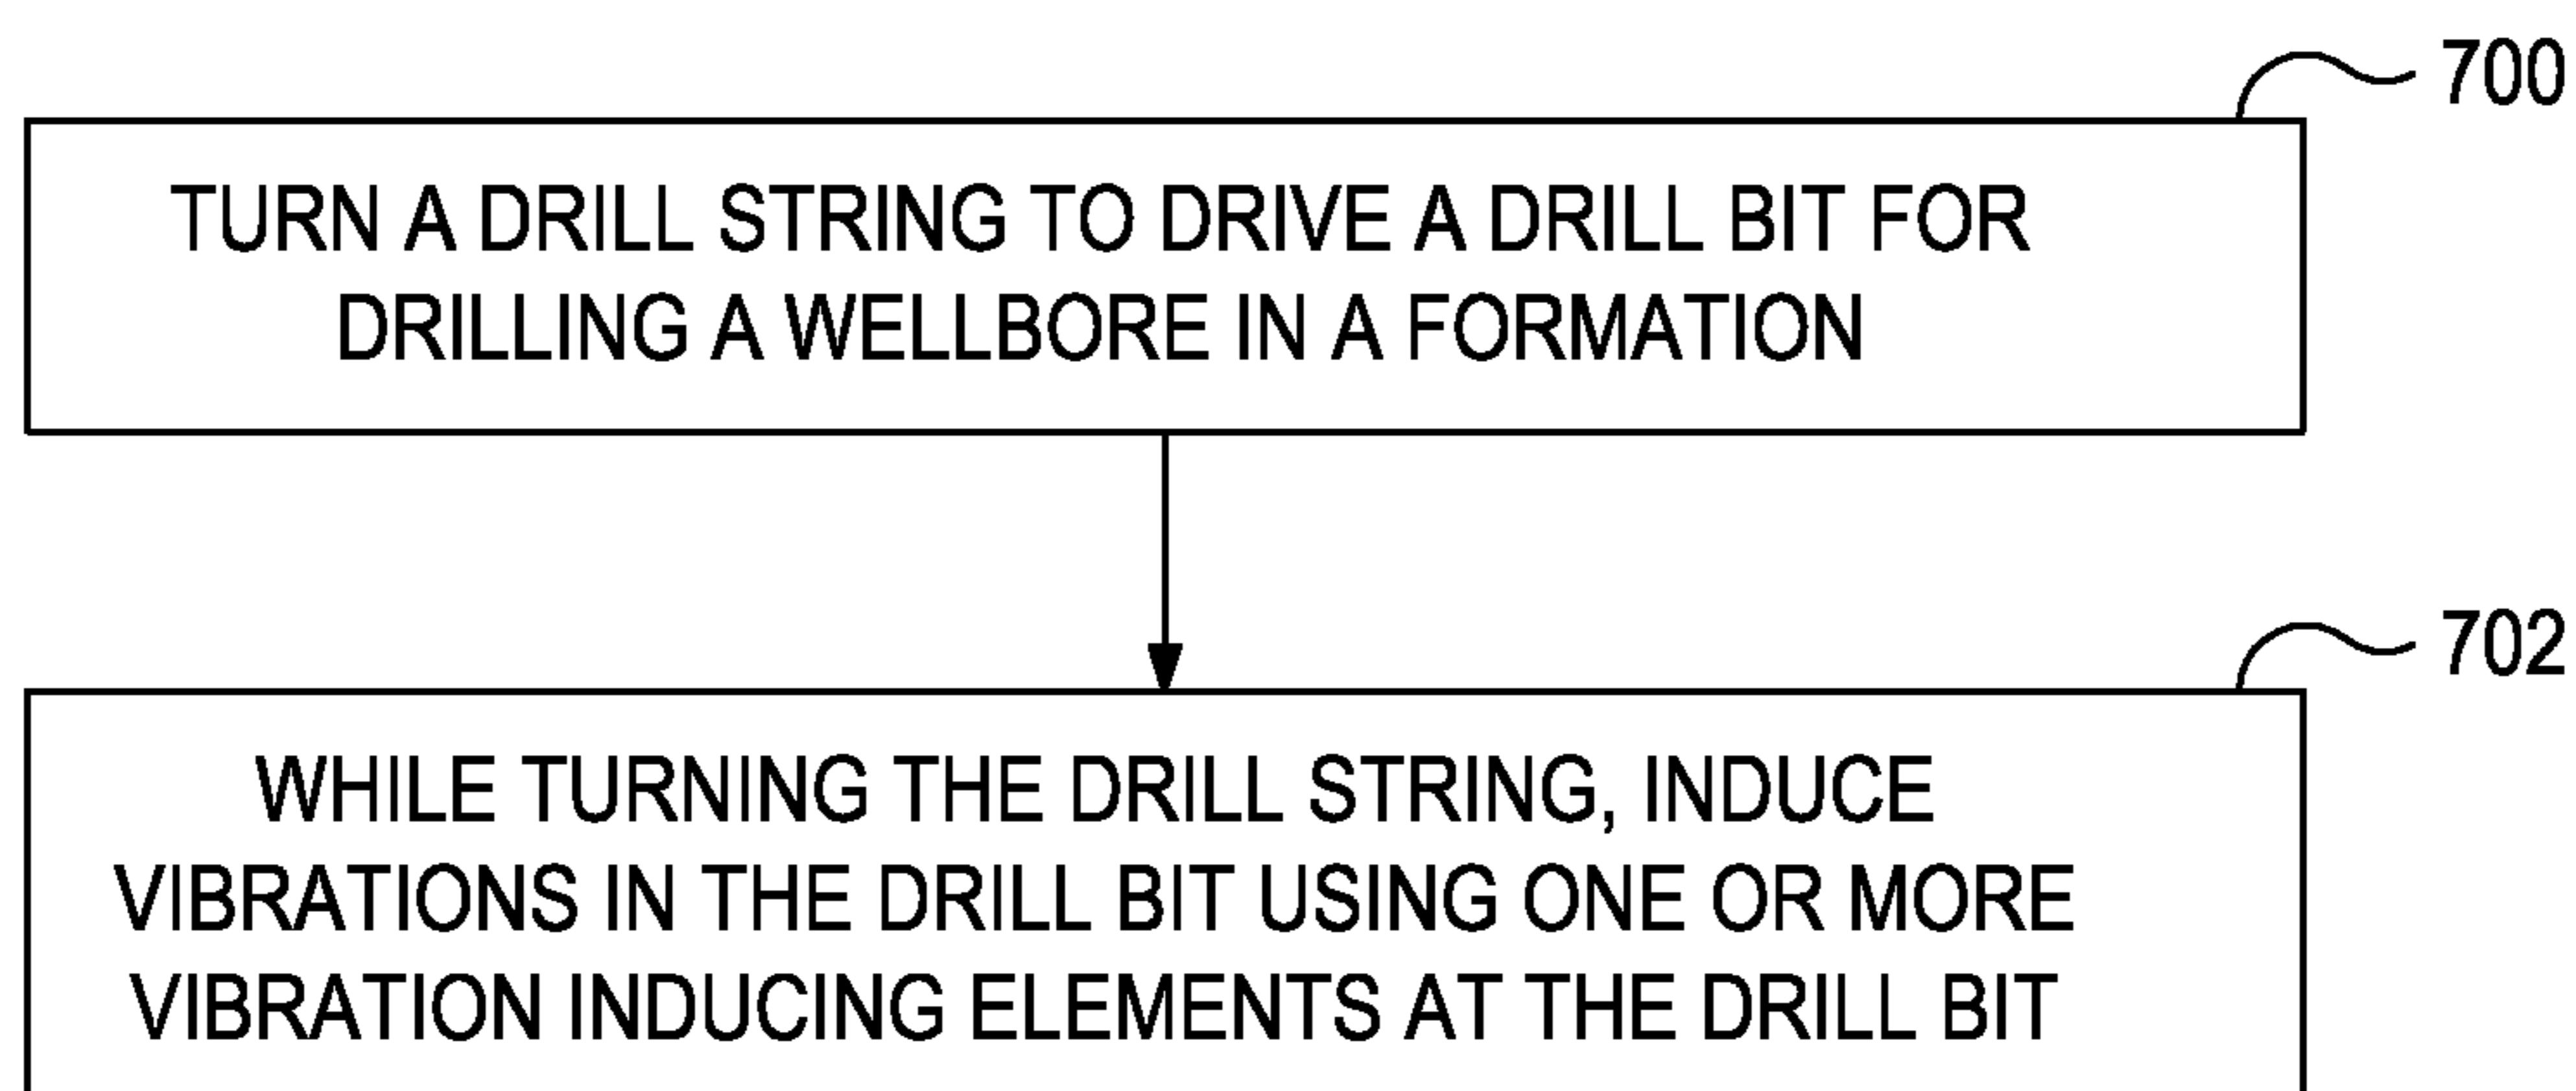 700
TURN A DRILL STRING TO DRIVE A DRILL BIT FOR
DRILLING A WELLBORE IN A FORMATION
702
WHILE TURNING THE DRILL STRING, INDUCE
VIBRATIONS IN THE DRILL BIT USING ONE OR MORE
VIBRATION INDUCING ELEMENTS AT THE DRILL BIT